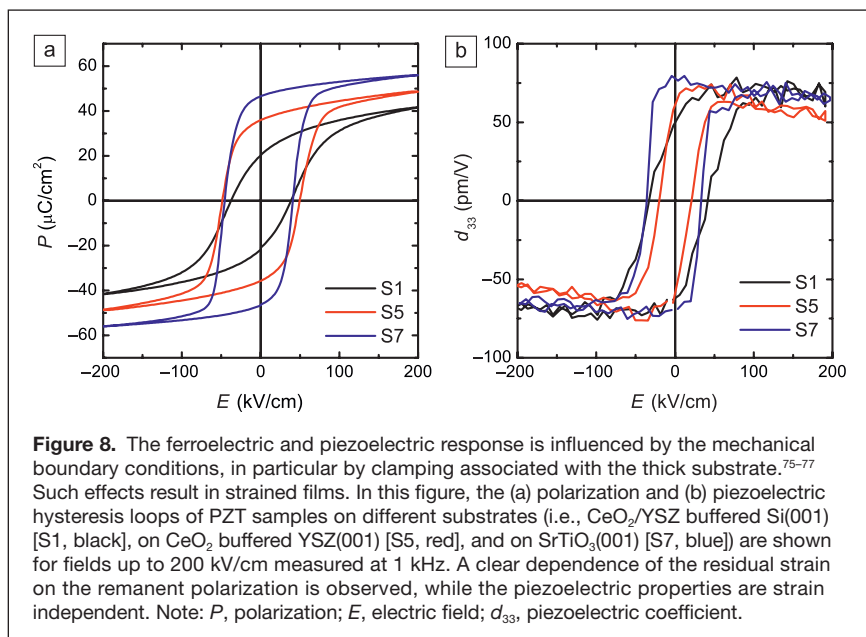 a
60
40
20
0
−20
−40
−60
P (μC/cm²)
−200
−100
0
100
200
E (kV/cm)
S1
S5
S7
b
100
75
50
25
0
−25
−50
−75
−100
d₃₃ (pm/V)
−200
−100
0
100
200
E (kV/cm)
S1
S5
S7
Figure 8. The ferroelectric and piezoelectric response is influenced by the mechanical
boundary conditions, in particular by clamping associated with the thick substrate.⁷⁵⁻⁷⁷
Such effects result in strained films. In this figure, the (a) polarization and (b) piezoelectric
hysteresis loops of PZT samples on different substrates (i.e., CeO₂/YSZ buffered Si(001)
[S1, black], on CeO₂ buffered YSZ(001) [S5, red], and on SrTiO₃(001) [S7, blue]) are shown
for fields up to 200 kV/cm measured at 1 kHz. A clear dependence of the residual strain
on the remanent polarization is observed, while the piezoelectric properties are strain
independent. Note: P, polarization; E, electric field; d₃₃, piezoelectric coefficient.